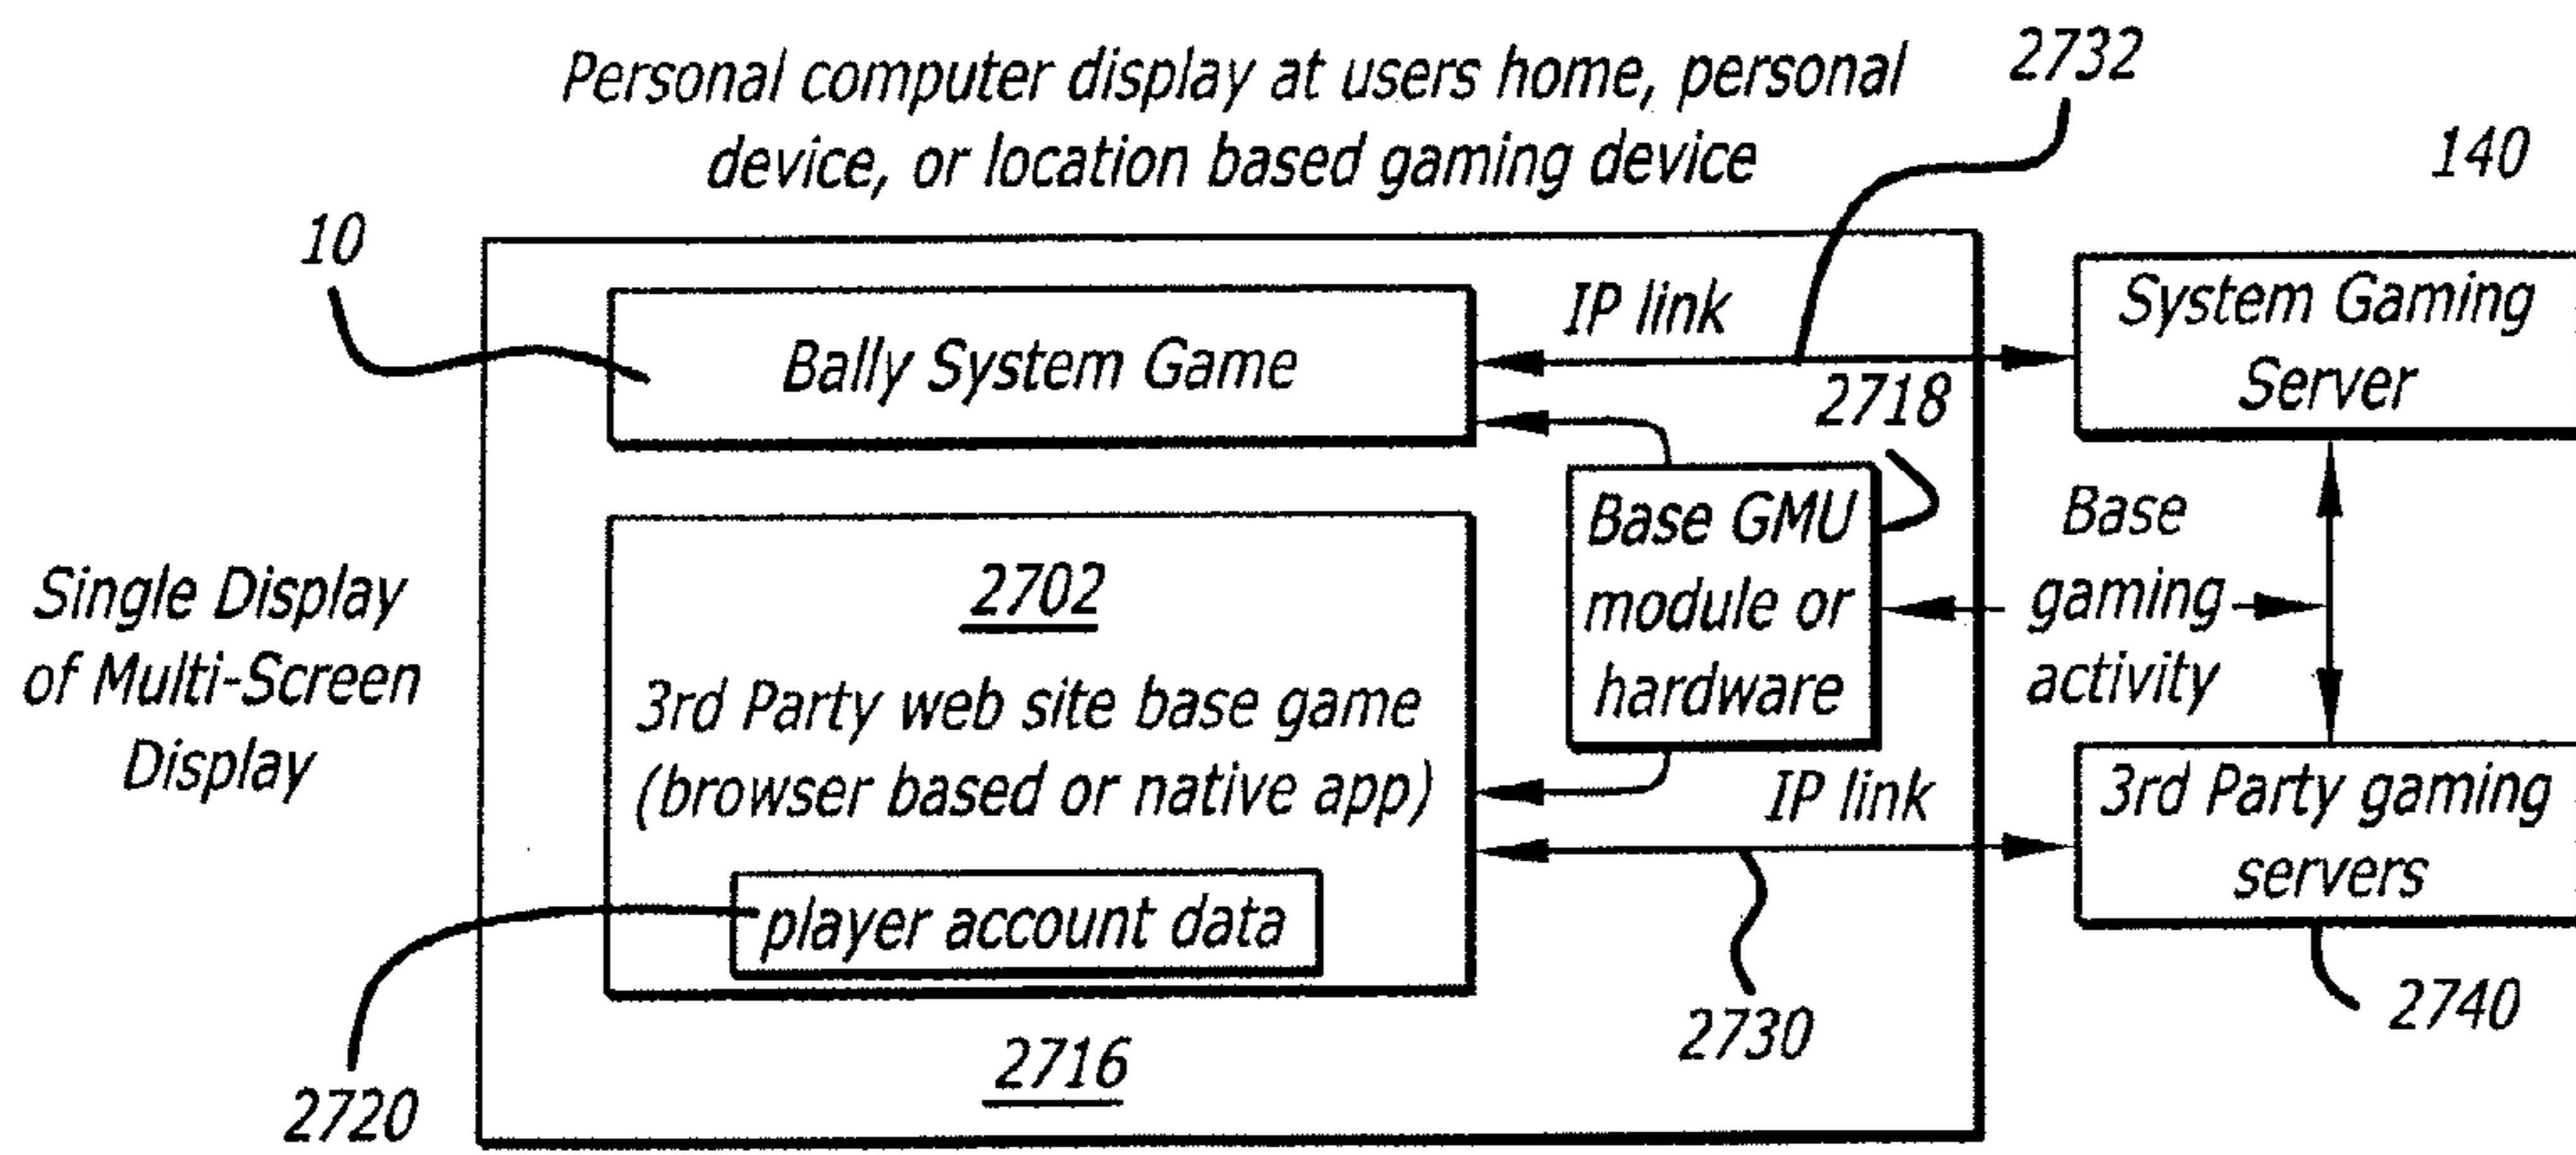 Personal computer display at users home, personal
device, or location based gaming device
2732
140
10
Bally System Game
IP link
System Gaming
Server
2718
Base GMU
module or
hardware
Base
gaming
activity
Single Display
of Multi-Screen
Display
2702
3rd Party web site base game
(browser based or native app)
player account data
IP link
3rd Party gaming
servers
2730
2740
2716
2720